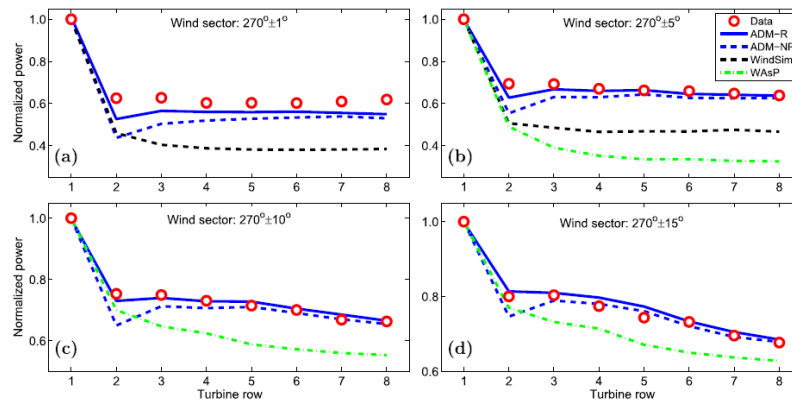 Wind sector: 270°±1°
Normalized power
1.0
0.8
0.6
0.4
(a)
1 2 3 4 5 6 7 8
Wind sector: 270°±5°
Data
ADM-R
ADM-NR
WindSim
WAsP
1.0
0.8
0.6
0.4
(b)
1 2 3 4 5 6 7 8
Wind sector: 270°±10°
Normalized power
1.0
0.8
0.6
(c)
1 2 3 4 5 6 7 8
Turbine row
Wind sector: 270°±15°
1.0
0.8
0.6
(d)
1 2 3 4 5 6 7 8
Turbine row